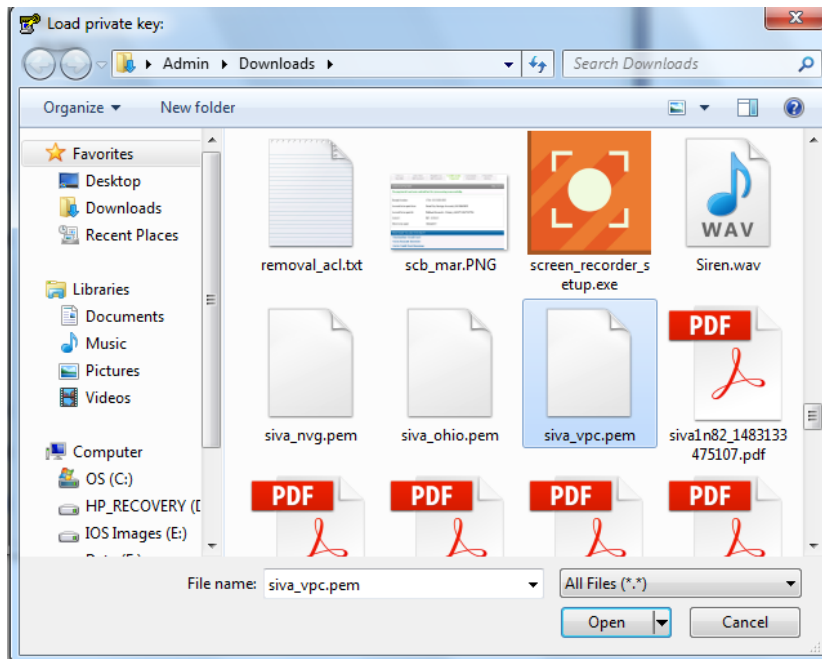 Load private key:
Admin Downloads
Search Downloads
Organize New folder
Favorites
Desktop
Downloads
Recent Places
Libraries
Documents
Music
Pictures
Videos
Computer
OS (C:)
HP_RECOVERY (D
IOS Images (E:)
removal_acl.txt
scb_mar.PNG
screen_recorder_s
etup.exe
WAV
Siren.wav
siva_nvg.pem
siva_ohio.pem
siva_vpc.pem
PDF
siva1n82_1483133
475107.pdf
PDF PDF PDF PDF
File name: siva_vpc.pem All Files (*.*)
Open Cancel